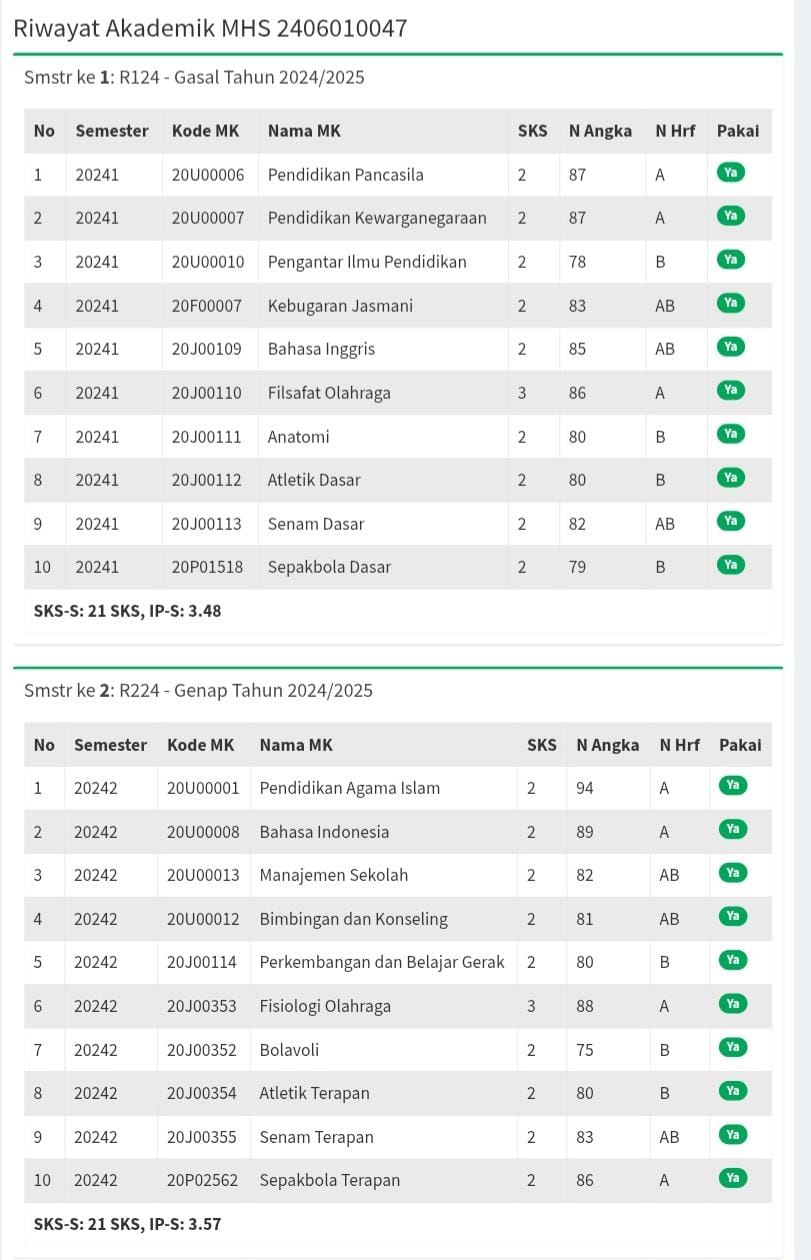 Riwayat Akademik MHS 2406010047
Smstr ke 1: R124 - Gasal Tahun 2024/2025
No Semester Kode MK Nama MK SKS N Angka N Hrf Pakai
1 20241 20U00006 Pendidikan Pancasila 2 87 A Ya
2 20241 20U00007 Pendidikan Kewarganegaraan 2 87 A Ya
3 20241 20U00010 Pengantar Ilmu Pendidikan 2 78 B Ya
4 20241 20F00007 Kebugaran Jasmani 2 83 AB Ya
5 20241 20J00109 Bahasa Inggris 2 85 AB Ya
6 20241 20J00110 Filsafat Olahraga 3 86 A Ya
7 20241 20J00111 Anatomi 2 80 B Ya
8 20241 20J00112 Atletik Dasar 2 80 B Ya
9 20241 20J00113 Senam Dasar 2 82 AB Ya
10 20241 20P01518 Sepakbola Dasar 2 79 B Ya
SKS-S: 21 SKS, IP-S: 3.48
Smstr ke 2: R224 - Genap Tahun 2024/2025
No Semester Kode MK Nama MK SKS N Angka N Hrf Pakai
1 20242 20U00001 Pendidikan Agama Islam 2 94 A Ya
2 20242 20U00008 Bahasa Indonesia 2 89 A Ya
3 20242 20U00013 Manajemen Sekolah 2 82 AB Ya
4 20242 20U00012 Bimbingan dan Konseling 2 81 AB Ya
5 20242 20J00114 Perkembangan dan Belajar Gerak 2 80 B Ya
6 20242 20J00353 Fisiologi Olahraga 3 88 A Ya
7 20242 20J00352 Bolavoli 2 75 B Ya
8 20242 20J00354 Atletik Terapan 2 80 B Ya
9 20242 20J00355 Senam Terapan 2 83 AB Ya
10 20242 20P02562 Sepakbola Terapan 2 86 A Ya
SKS-S: 21 SKS, IP-S: 3.57